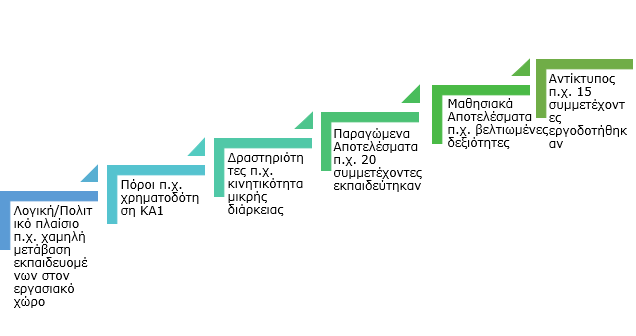 Λογική/Πολιτ
ικό πλαίσιο
π.χ. χαμηλή
μετάβαση
εκπαιδευομέ
νων στον
εργασιακό
χώρο
Πόροι π.χ.
χρηματοδότη
ση ΚΑ1
Δραστηριότη
τες π.χ.
κινητικότητα
μικρής
διάρκειας
Παραγώμενα
Αποτελέσματα
π.χ. 20
συμμετέχοντες
εκπαιδεύτηκαν
Μαθησιακά
Αποτελέσματα
π.χ. βελτιωμένες
δεξιότητες
Αντίκτυπος
π.χ. 15
συμμετέχοντ
ες
εργοδοτήθηκ
αν